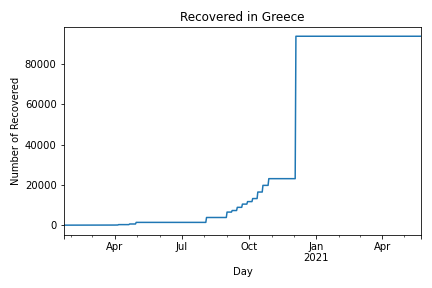 Recovered in Greece
Number of Recovered
80000
60000
40000
20000
0
Apr
Jul
Oct
Jan
2021
Apr
Day